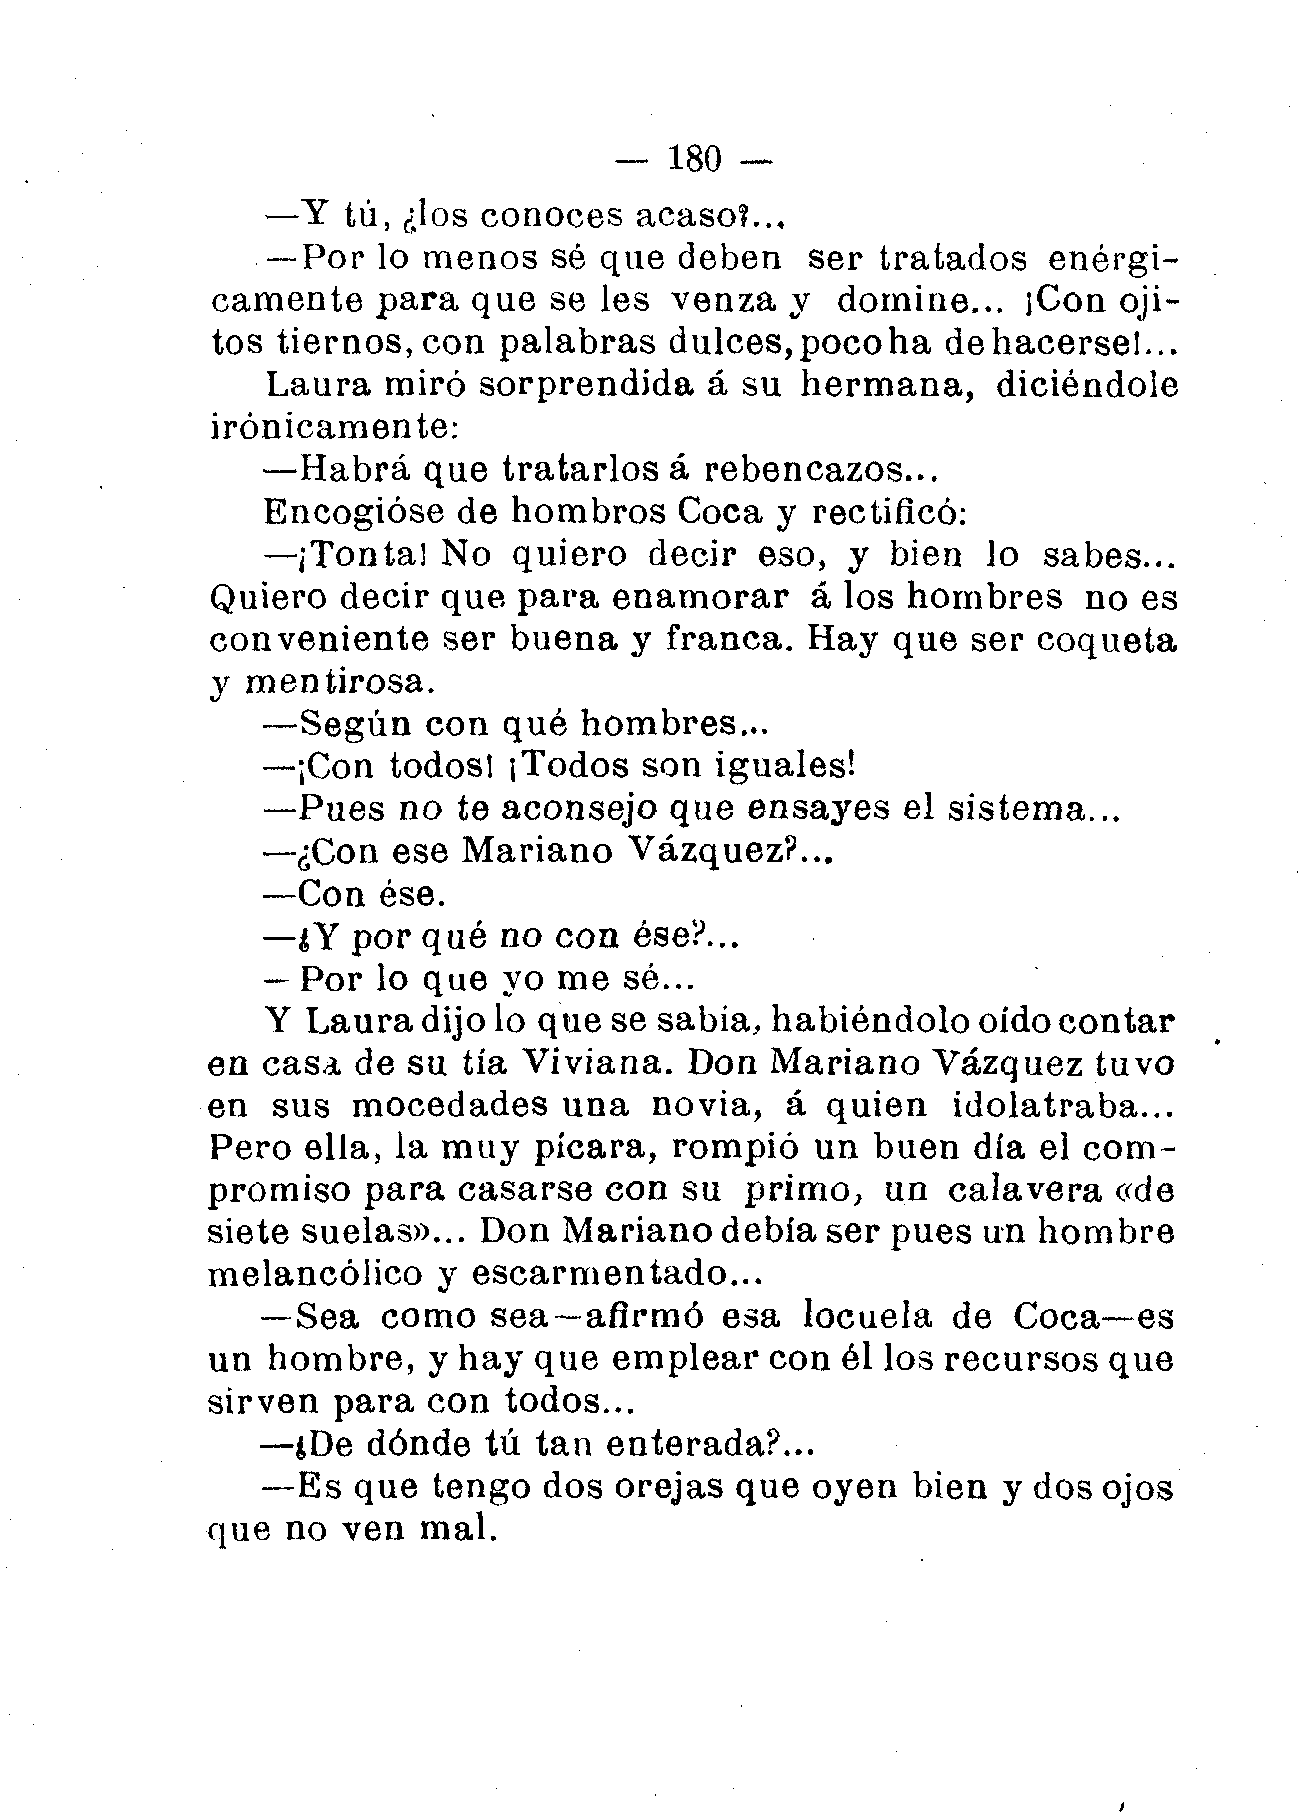 — 180 —
—Y tú, ¿los conoces acaso?...
—Por lo menos sé que deben ser tratados enérgi-
camente para que se les venza y domine... ¡Con oji-
tos tiernos, con palabras dulces, poco ha de hacerse!...
Laura miró sorprendida á su hermana, diciéndole
irónicamente:
—Habrá que tratarlos á rebencazos...
Encogióse de hombros Coca y rectificó:
—¡Tonta! No quiero decir eso, y bien lo sabes...
Quiero decir que para enamorar á los hombres no es
conveniente ser buena y franca. Hay que ser coqueta
y mentirosa.
—Según con qué hombres...
—¡Con todos! ¡Todos son iguales!
—Pues no te aconsejo que ensayes el sistema...
—¿Con ese Mariano Vázquez?...
—Con ése.
—¿Y por qué no con ése?...
— Por lo que yo me sé...
Y Laura dijo lo que se sabia, habiéndolo oído contar
en casa de su tía Viviana. Don Mariano Vázquez tuvo
en sus mocedades una novia, á quien idolatraba...
Pero ella, la muy pícara, rompió un buen día el com-
promiso para casarse con su primo, un calavera «de
siete suelas»... Don Mariano debía ser pues un hombre
melancólico y escarmentado...
—Sea como sea—afirmó esa locuela de Coca—es
un hombre, y hay que emplear con él los recursos que
sirven para con todos...
—¿De dónde tú tan enterada?...
—Es que tengo dos orejas que oyen bien y dos ojos
que no ven mal.